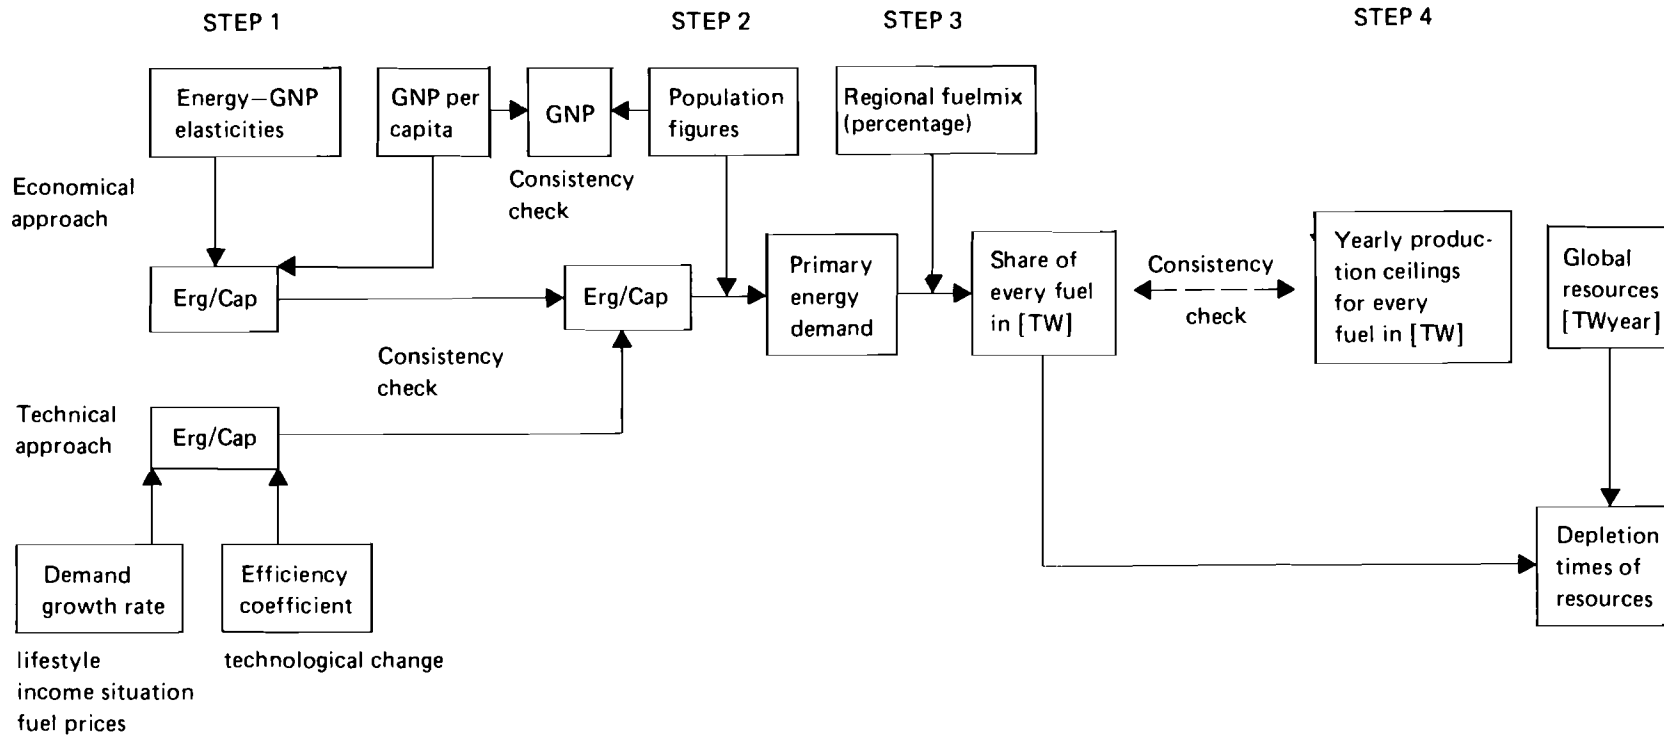 STEP 1
STEP 2
STEP 3
STEP 4
Energy—GNP
elasticities
GNP per
capita
GNP
Population
figures
Regional fuelmix
(percentage)
Economical
approach
Consistency
check
Erg/Cap
Erg/Cap
Primary
energy
demand
Share of
every fuel
in [TW]
Consistency
check
Yearly produc-
tion ceilings
for every
fuel in [TW]
Global
resources
[TWyear]
Consistency
check
Technical
approach
Erg/Cap
Demand
growth rate
Efficiency
coefficient
Depletion
times of
resources
lifestyle
income situation
fuel prices
technological change